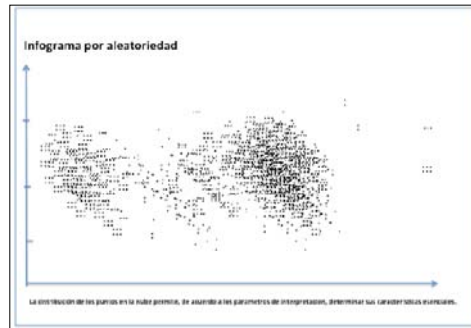 Infograma por aleatoriedad
La distribución de los puntos en la nube permite, de acuerdo a los parámetros de interpretación, determinar sus características esenciales.